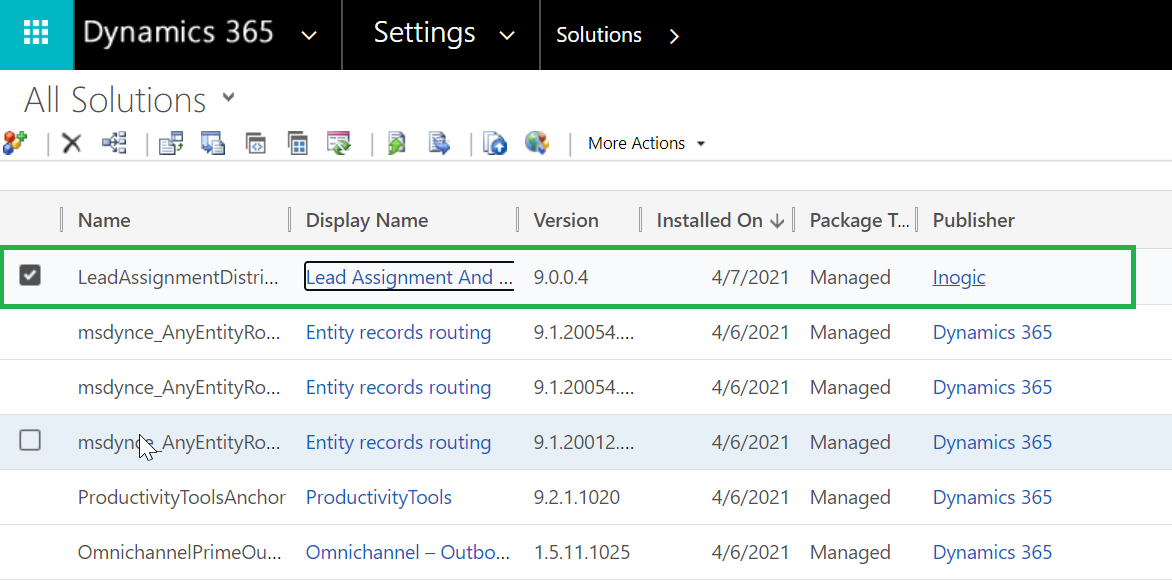 Dynamics 365 Settings Solutions
All Solutions
More Actions
Name Display Name Version Installed On Package T... Publisher
LeadAssignmentDistri... Lead Assignment And ... 9.0.0.4 4/7/2021 Managed Inogic
msdynce_AnyEntityRo... Entity records routing 9.1.20054.... 4/6/2021 Managed Dynamics 365
msdynce_AnyEntityRo... Entity records routing 9.1.20054.... 4/6/2021 Managed Dynamics 365
msdynce_AnyEntityRo... Entity records routing 9.1.20012.... 4/6/2021 Managed Dynamics 365
ProductivityToolsAnchor ProductivityTools 9.2.1.1020 4/6/2021 Managed Dynamics 365
OmnichannelPrimeOu... Omnichannel – Outbo... 1.5.11.1025 4/6/2021 Managed Dynamics 365